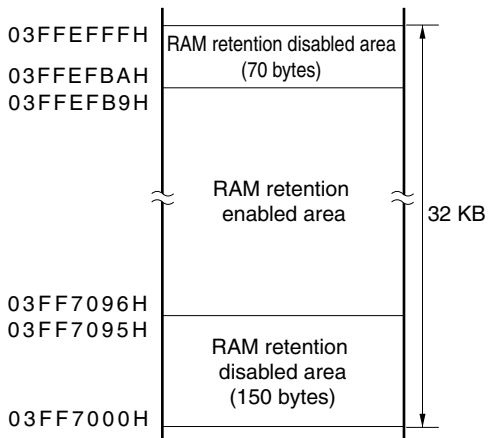 03FFEFFFH
RAM retention disabled area
(70 bytes)
03FFEFBAH
03FFEFB9H
RAM retention
enabled area
32 KB
03FF7096H
03FF7095H
RAM retention
disabled area
(150 bytes)
03FF7000H